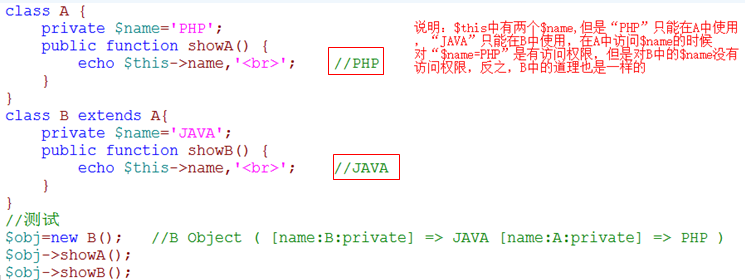 class A {
private $name='PHP';
public function showA() {
echo $this->name,'<br>'; //PHP
}
}
class B extends A{
private $name='JAVA';
public function showB() {
echo $this->name,'<br>'; //JAVA
}
}
//测试
$obj=new B(); //B Object ( [name:B:private] => JAVA [name:A:private] => PHP )
$obj->showA();
$obj->showB();
说明：$this中有两个$name,但是“PHP”只能在A中使用
，“JAVA”只能在B中使用，在A中访问$name的时候
对“$name=PHP”是有访问权限，但是对B中的$name没有
访问权限，反之，B中的道理也是一样的